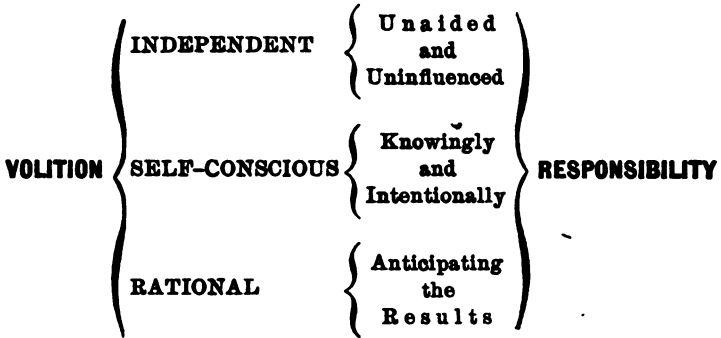 Unaided
INDEPENDENT and
Uninfluenced
Knowingly
VOLITION SELF-CONSCIOUS and RESPONSIBILITY
Intentionally
Anticipating
RATIONAL the
Results